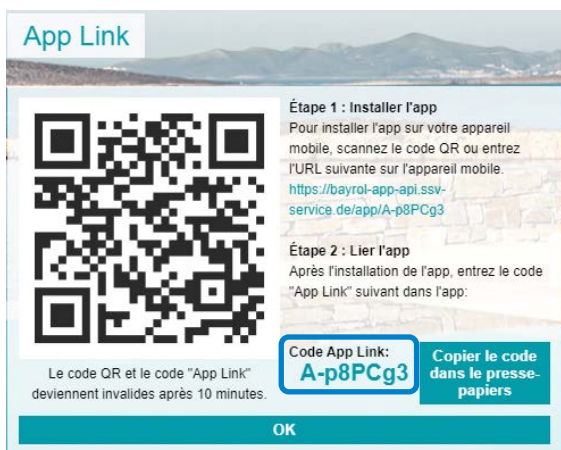 App Link
Étape 1 : Installer l'app
Pour installer l'app sur votre appareil
mobile, scannez le code QR ou entrez
l'URL suivante sur l'appareil mobile.
https://bayrol-app-api.ssv-
service.de/app/A-p8PCg3
Étape 2 : Lier l'app
Après l'installation de l'app, entrez le code
"App Link" suivant dans l'app:
Code App Link:
A-p8PCg3
Copier le code
dans le presse-
papiers
Le code QR et le code "App Link"
deviennent invalides après 10 minutes.
OK